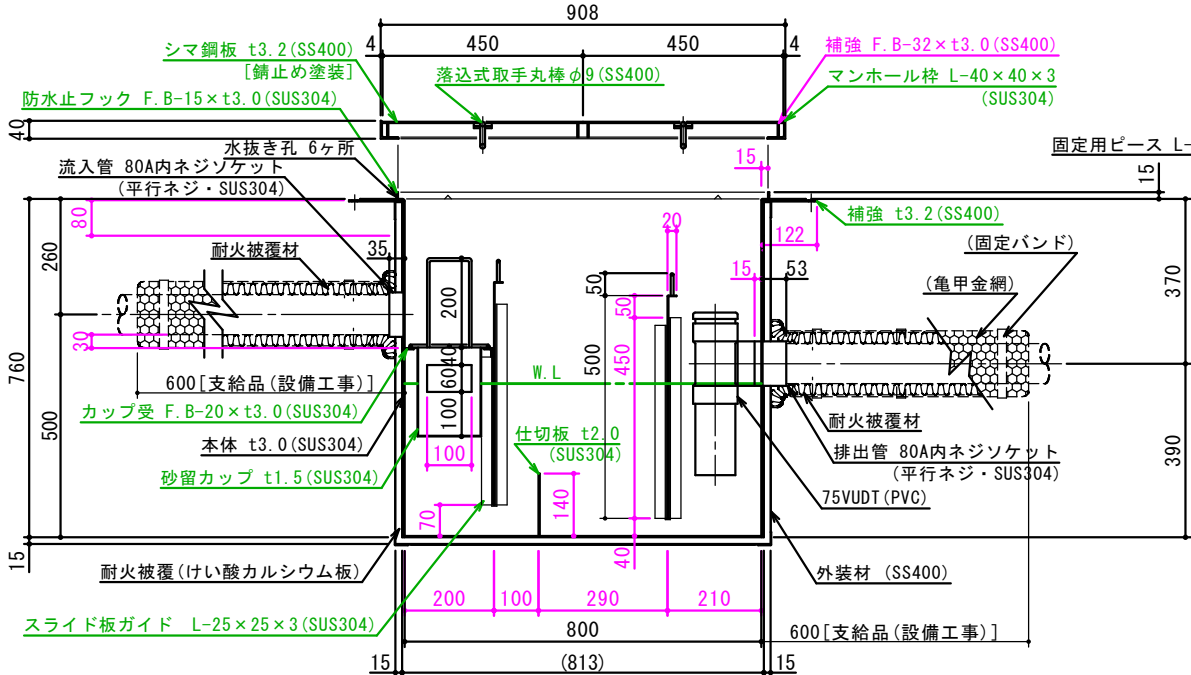 908
4
450
450
4
シマ鋼板 t3.2(SS400)
[錆止め塗装]
落込式取手丸棒φ9(SS400)
補強 F.B-32×t3.0(SS400)
マンホール枠 L-40×40×3
(SUS304)
防水止フック F.B-15×t3.0(SUS304)
40
水抜き孔 6ヶ所
流入管 80A内ネジソケット
(平行ネジ・SUS304)
固定用ピース L-
15
15
80
260
耐火被覆材
35
20
122
補強 t3.2(SS400)
(固定バンド)
15
53
(亀甲金網)
370
200
50
50
30
760
500
40
60
100
450
500
W.L
600[支給品(設備工事)]
カップ受 F.B-20×t3.0(SUS304)
本体 t3.0(SUS304)
100
砂留カップ t1.5(SUS304)
仕切板 t2.0
(SUS304)
耐火被覆材
排出管 80A内ネジソケット
(平行ネジ・SUS304)
75VUDT(PVC)
390
70
140
40
15
耐火被覆(けい酸カルシウム板)
外装材 (SS400)
200
100
290
210
スライド板ガイド L-25×25×3(SUS304)
800
600[支給品(設備工事)]
15
(813)
15